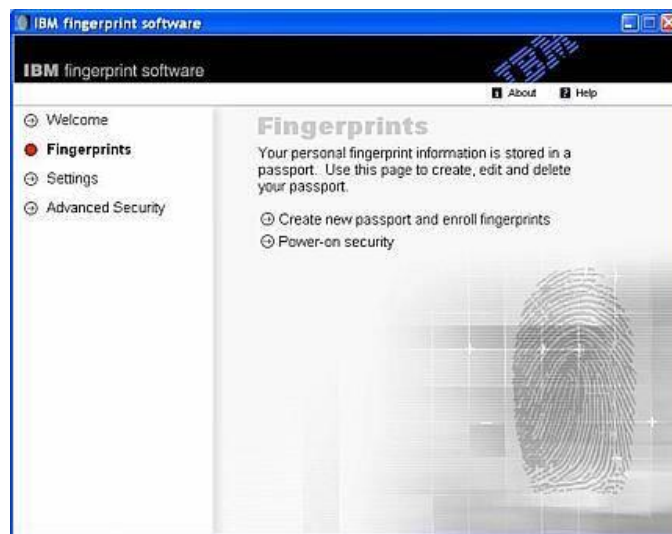 IBM fingerprint software
IBM fingerprint software
IBM
About
Help
Welcome
Fingerprints
Settings
Advanced Security
Fingerprints
Your personal fingerprint information is stored in a
passport. Use this page to create, edit and delete
your passport.
Create new passport and enroll fingerprints
Power-on security